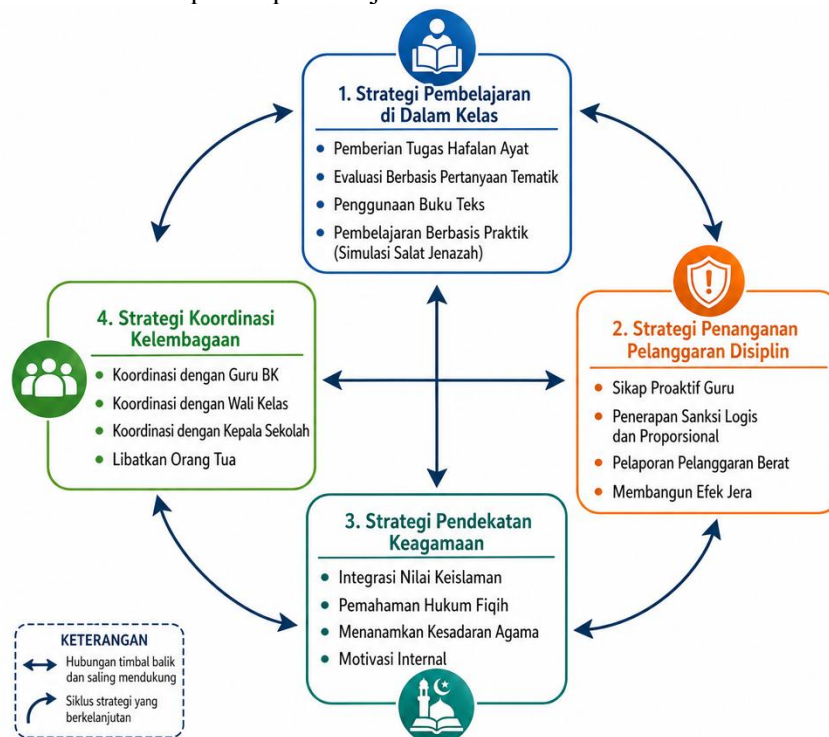 1. Strategi Pembelajaran
di Dalam Kelas
Pemberian Tugas Hafalan Ayat
Evaluasi Berbasis Pertanyaan Tematik
Penggunaan Buku Teks
Pembelajaran Berbasis Praktik
(Simulasi Salat Jenazah)
2. Strategi Penanganan
Pelanggaran Disiplin
Sikap Proaktif Guru
Penerapan Sanksi Logis
dan Proporsional
Pelaporan Pelanggaran Berat
Membangun Efek Jera
3. Strategi Pendekatan
Keagamaan
Integrasi Nilai Keislaman
Pemahaman Hukum Fiqih
Menanamkan Kesadaran Agama
Motivasi Internal
4. Strategi Koordinasi
Kelembagaan
Koordinasi dengan Guru BK
Koordinasi dengan Wali Kelas
Koordinasi dengan Kepala Sekolah
Libatkan Orang Tua
KETERANGAN
Hubungan timbal balik
dan saling mendukung
Siklus strategi yang
berkelanjutan